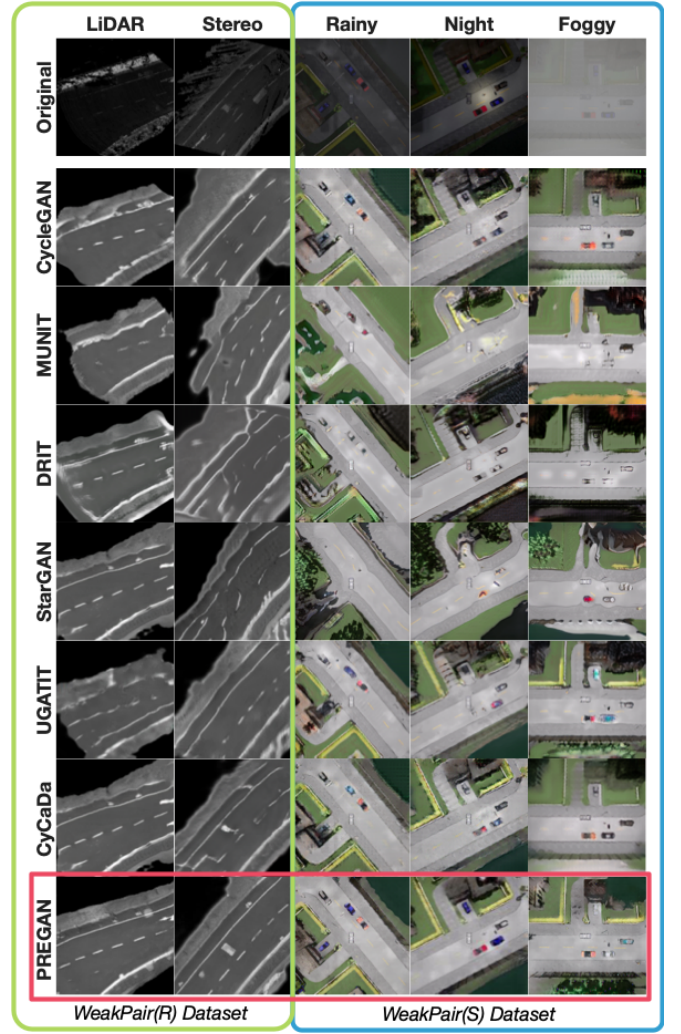 LiDAR Stereo Rainy Night Foggy
Original
CycleGAN
MUNIT
DRIT
StarGAN
UGATIT
CyCaDa
PREGAN
WeakPair(R) Dataset WeakPair(S) Dataset